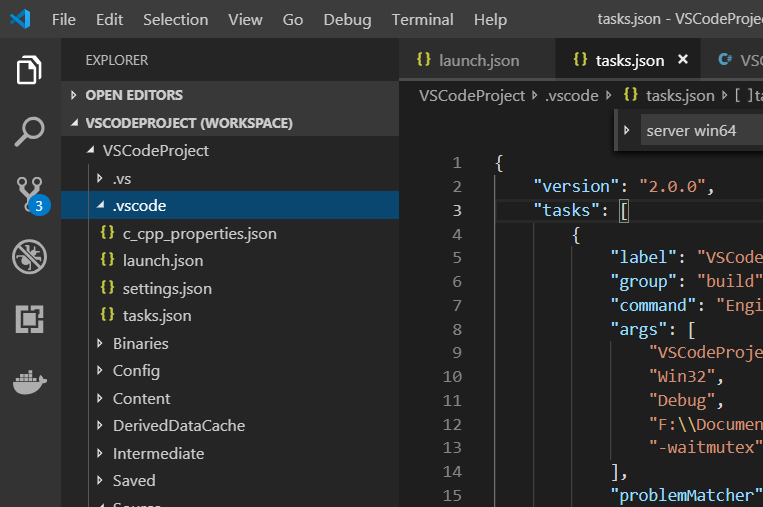 File Edit Selection View Go Debug Terminal Help
tasks.json - VSCodeProjec
EXPLORER
OPEN EDITORS
VSCODEPROJECT (WORKSPACE)
VSCodeProject
.vs
.vscode
c_cpp_properties.json
launch.json
settings.json
tasks.json
Binaries
Config
Content
DerivedDataCache
Intermediate
Saved
Source
3
launch.json
tasks.json
VSC
VSCodeProject > .vscode > {} tasks.json > [ ]ta
server win64
1 {
2 "version": "2.0.0",
3 "tasks": [
4 {
5 "label": "VSCode
6 "group": "build"
7 "command": "Engi
8 "args": [
9 "VSCodeProje
10 "Win32",
11 "Debug",
12 "F:\\Documen
13 "-waitmutex"
14 ],
15 "problemMatcher"